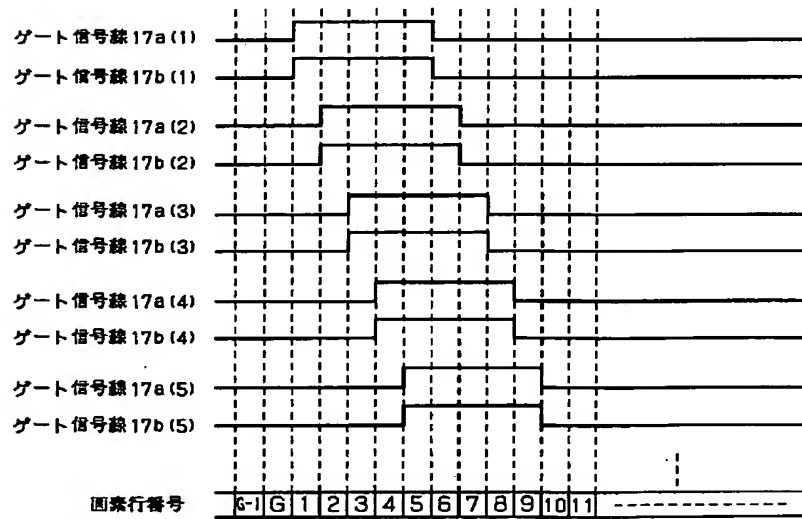 ゲート信号線17a(1)
ゲート信号線17b(1)
ゲート信号線17a(2)
ゲート信号線17b(2)
ゲート信号線17a(3)
ゲート信号線17b(3)
ゲート信号線17a(4)
ゲート信号線17b(4)
ゲート信号線17a(5)
ゲート信号線17b(5)
画素行番号 G-1 G 1 2 3 4 5 6 7 8 9 10 11